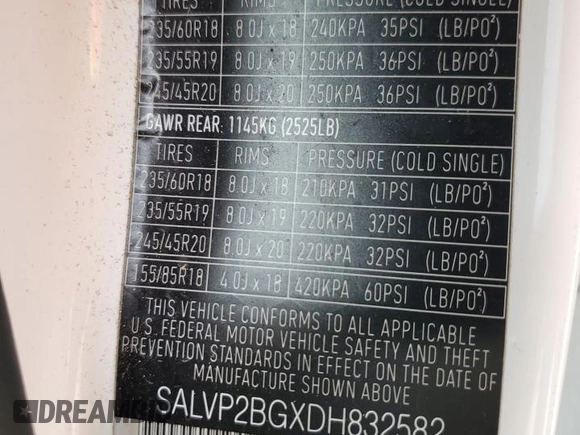 TIRES RIMS PRESSURE (COLD SINGLE)
235/60R18 8.0J x 18 240KPA 35PSI (LB/PO²)
235/55R19 8.0J x 19 250KPA 36PSI (LB/PO²)
245/45R20 8.0J x 20 250KPA 36PSI (LB/PO²)
GAWR REAR: 1145KG (2525LB)
TIRES RIMS PRESSURE (COLD SINGLE)
235/60R18 8.0J x 18 210KPA 31PSI (LB/PO²)
235/55R19 8.0J x 19 220KPA 32PSI (LB/PO²)
245/45R20 8.0J x 20 220KPA 32PSI (LB/PO²)
155/85R18 4.0J x 18 420KPA 60PSI (LB/PO²)
THIS VEHICLE CONFORMS TO ALL APPLICABLE
U.S. FEDERAL MOTOR VEHICLE SAFETY AND THEFT
PREVENTION STANDARDS IN EFFECT ON THE DATE OF
MANUFACTURE SHOWN ABOVE
SALVP2BGXDH832582